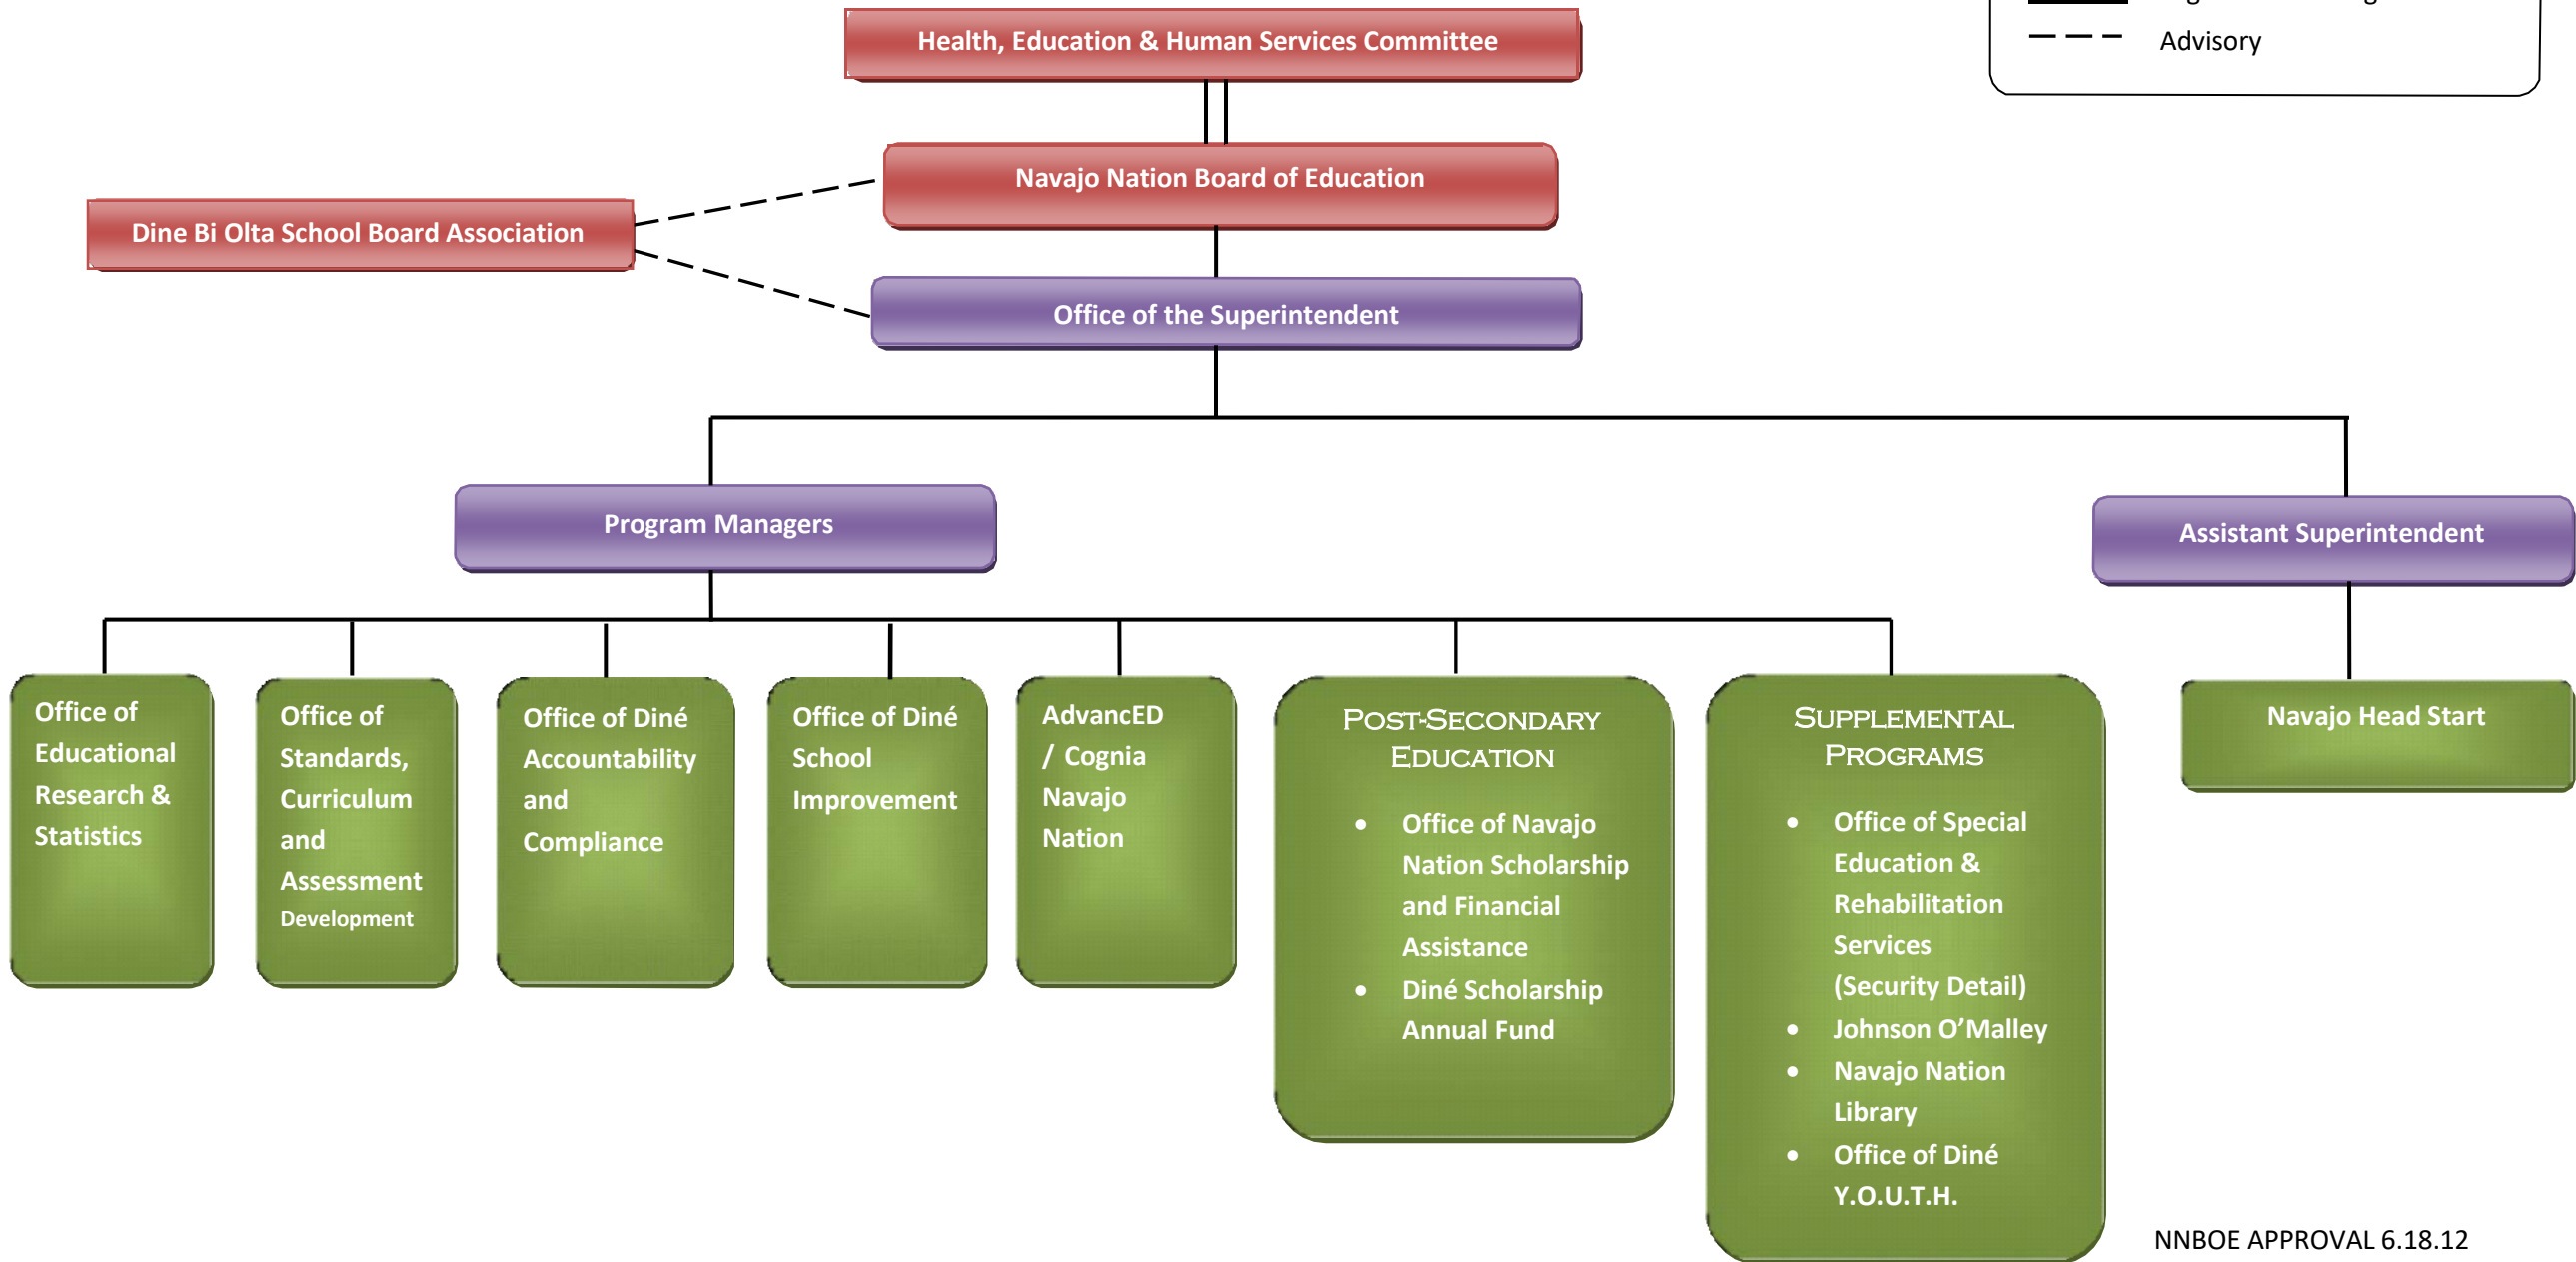 Advisory
Health, Education & Human Services Committee
Navajo Nation Board of Education
Dine Bi Olta School Board Association
Office of the Superintendent
Program Managers
Assistant Superintendent
Office of
Educational
Research &
Statistics
Office of
Standards,
Curriculum
and
Assessment
Development
Office of Diné
Accountability
and
Compliance
Office of Diné
School
Improvement
AdvancED
/ Cognia
Navajo
Nation
POST-SECONDARY
EDUCATION
• Office of Navajo
Nation Scholarship
and Financial
Assistance
• Diné Scholarship
Annual Fund
SUPPLEMENTAL
PROGRAMS
• Office of Special
Education &
Rehabilitation
Services
(Security Detail)
• Johnson O’Malley
• Navajo Nation
Library
• Office of Diné
Y.O.U.T.H.
Navajo Head Start
NNBOE APPROVAL 6.18.12